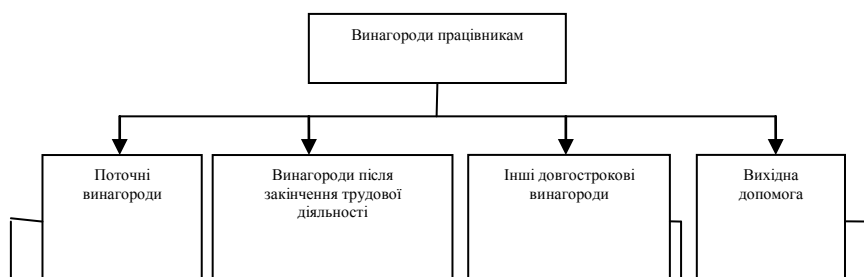 Винагороди працівникам
Поточні
винагороди
Винагороди після
закінчення трудової
діяльності
Інші довгострокові
винагороди
Вихідна
допомога